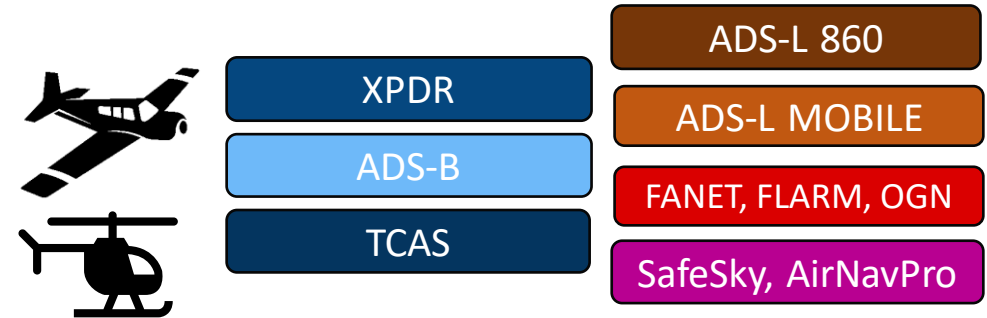 XPDR
ADS-B
TCAS
ADS-L 860
ADS-L MOBILE
FANET, FLARM, OGN
SafeSky, AirNavPro